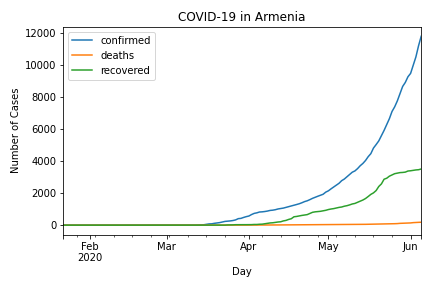 COVID-19 in Armenia
confirmed
deaths
recovered
12000
10000
8000
6000
4000
2000
0
Number of Cases
Feb
2020
Mar
Apr
May
Jun
Day